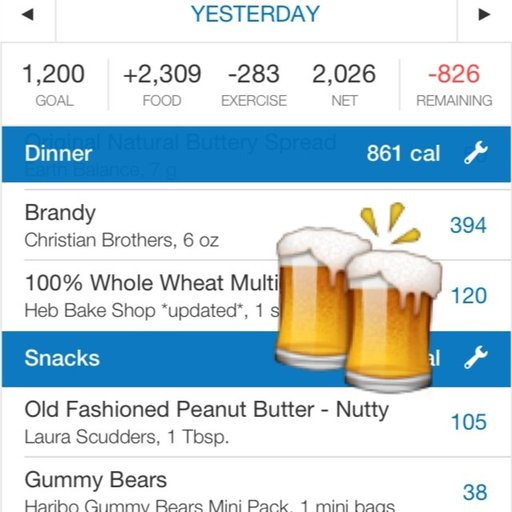 YESTERDAY
1,200 +2,309 -283 2,026 -826
GOAL FOOD EXERCISE NET REMAINING
Original Natural Buttery Spread
Earth Balance, 7 g
Dinner 861 cal
Brandy
Christian Brothers, 6 oz
394
100% Whole Wheat Multi
Heb Bake Shop *updated*, 1 s
120
Snacks al
Old Fashioned Peanut Butter - Nutty
Laura Scudders, 1 Tbsp.
105
Gummy Bears
Haribo Gummy Bears Mini Pack, 1 mini bags
38